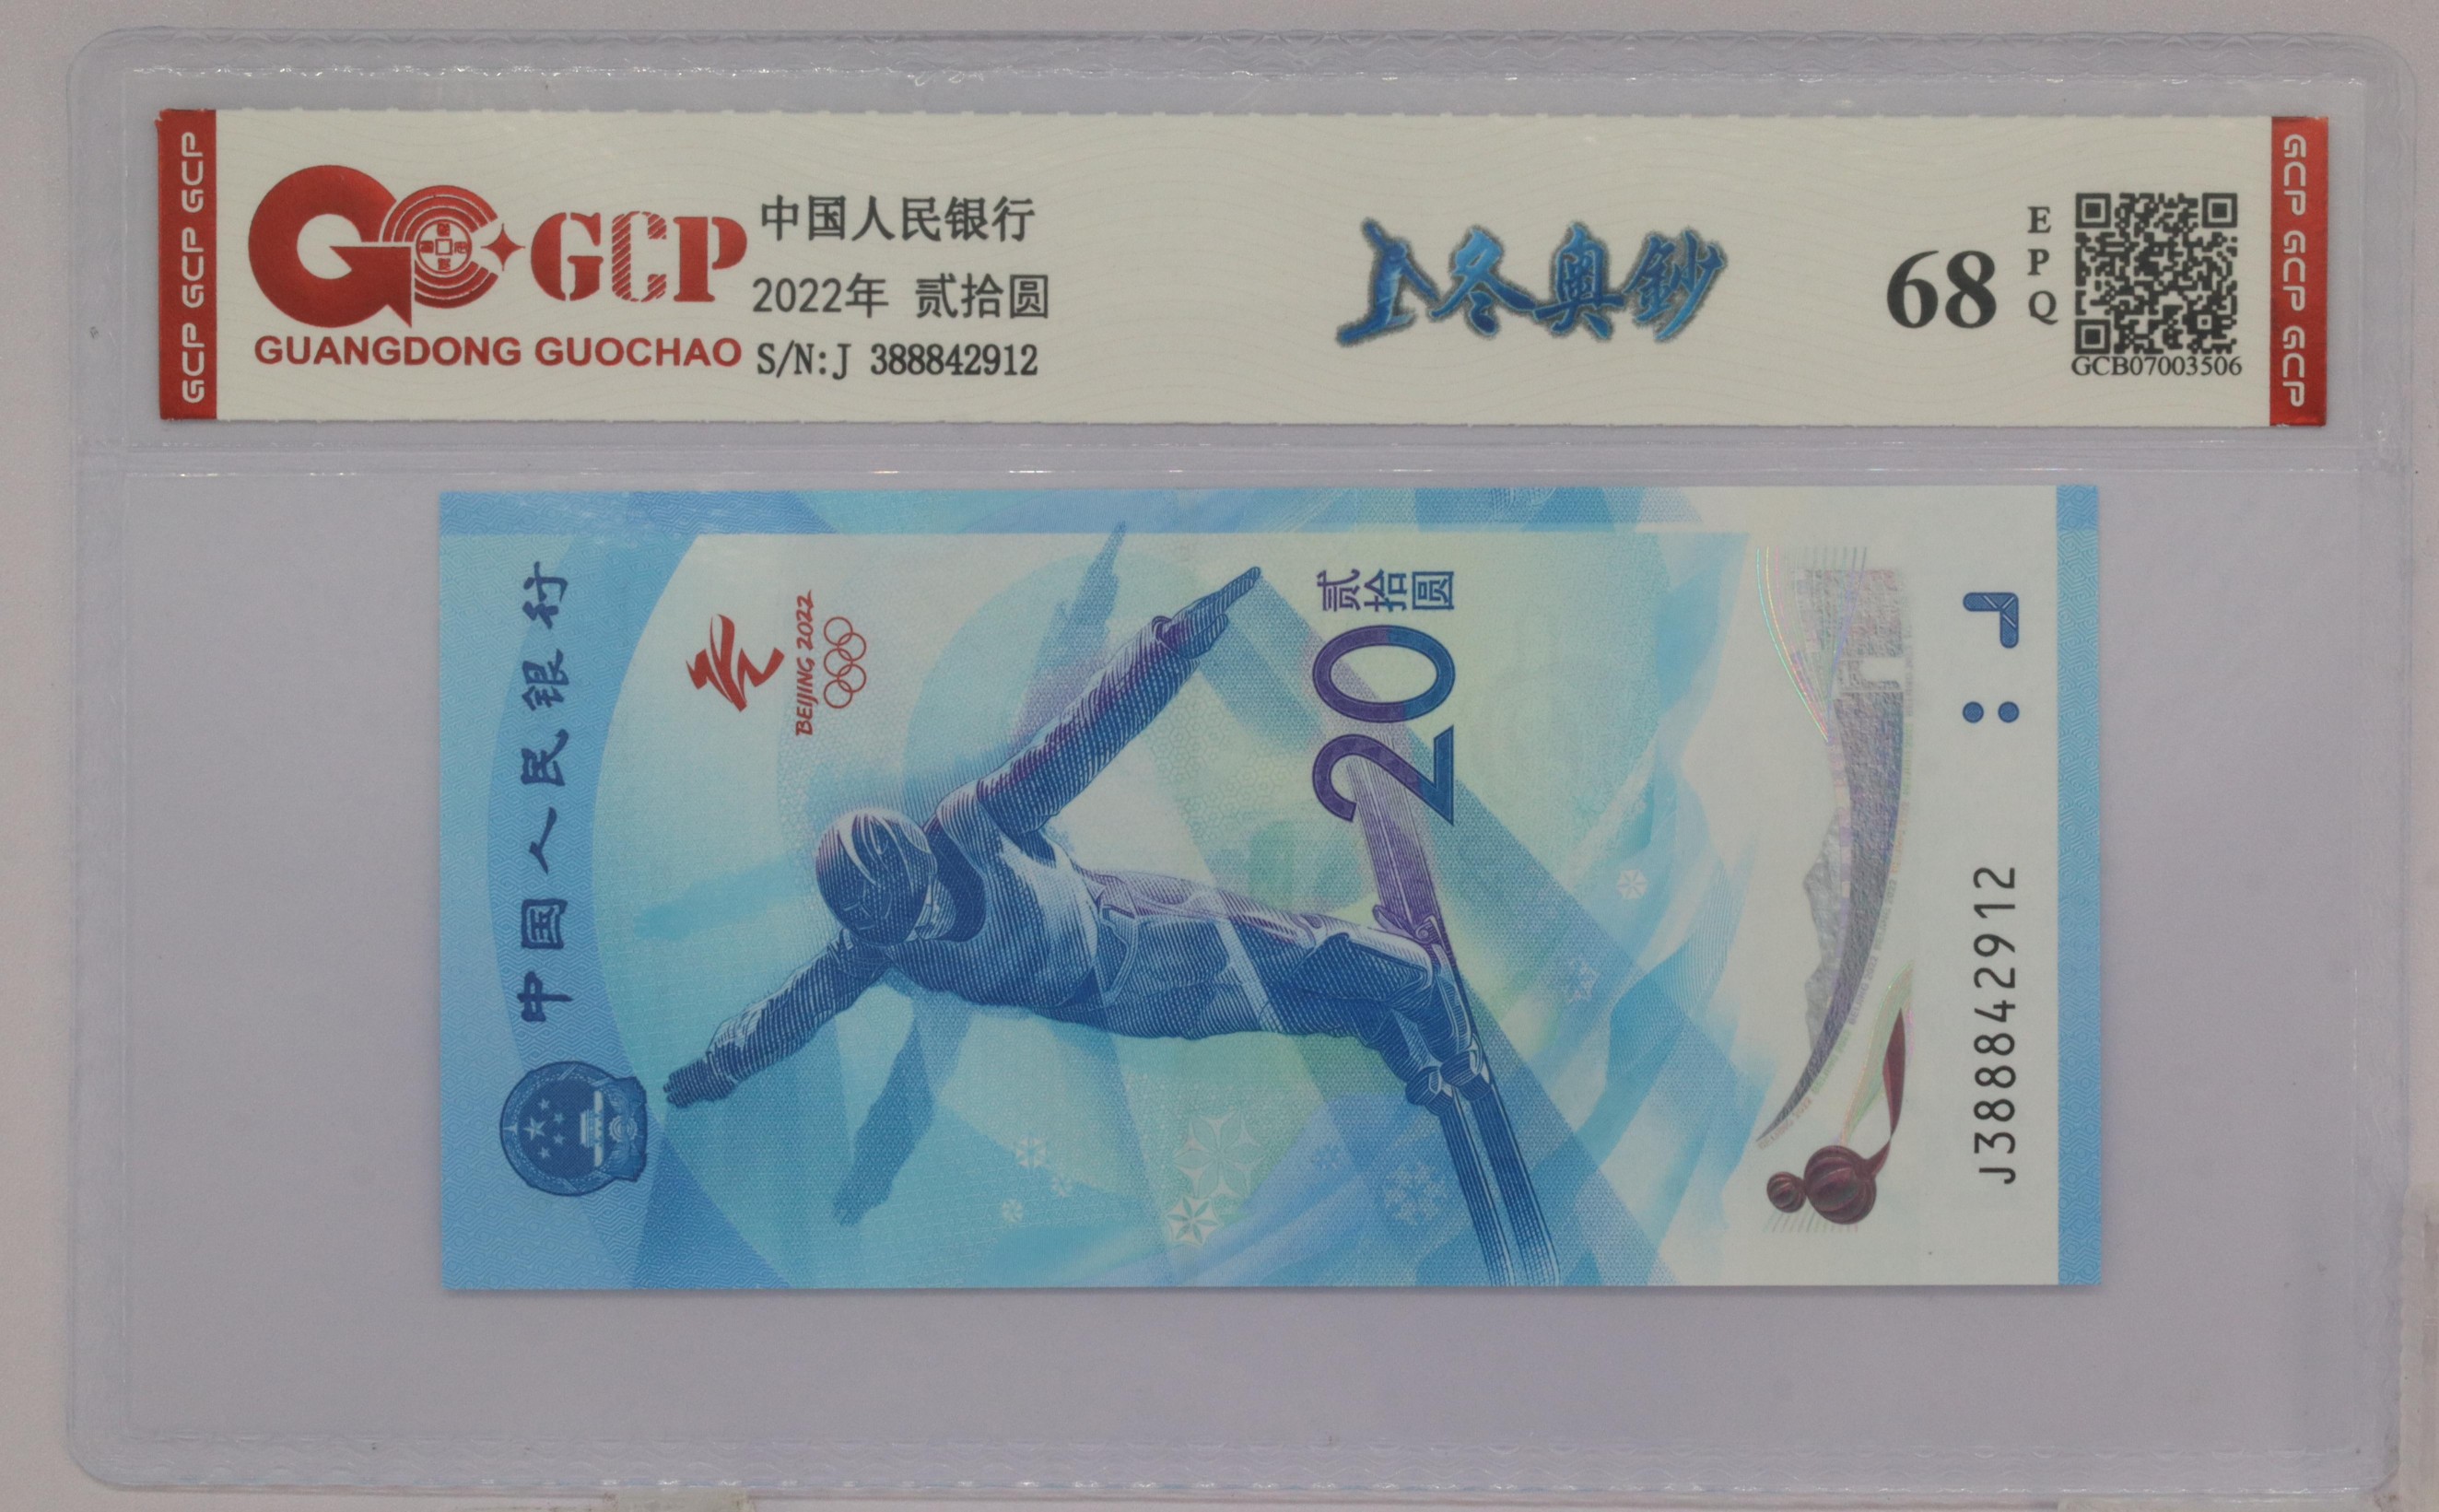 GCP GCP GCP
GCP
GUANGDONG GUOCHAO
中国人民银行
2022年 贰拾圆
S/N:J 388842912
冬奥鈔
68
EPQ
GCB07003506
GCP GCP GCP
中国人民银行
BEIJING 2022
贰拾圆
20
J388842912